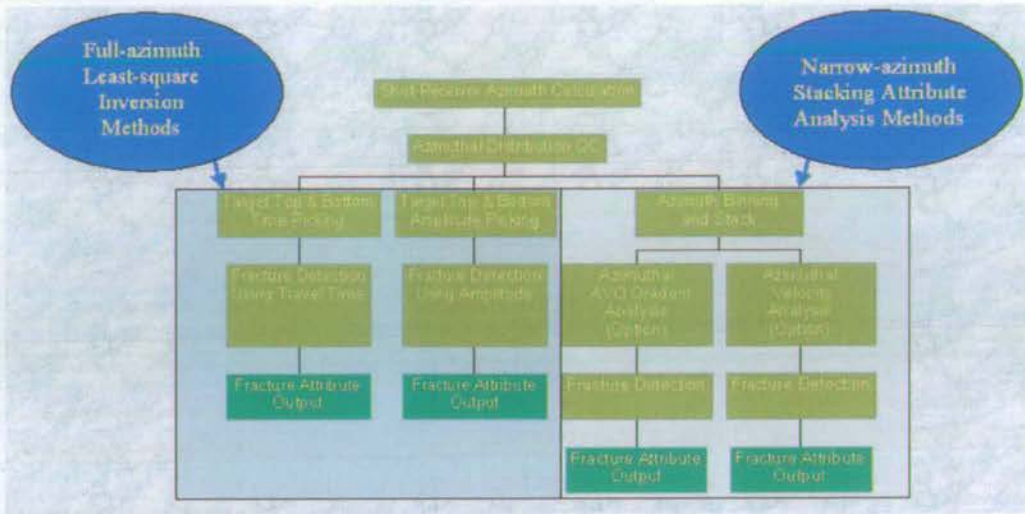 Full-azimuth
Least-square
Inversion
Methods
Narrow-azimuth
Stacking Attribute
Analysis Methods
Shot-Receiver Azimuth Calculation
Azimuthal Distribution QC
Target Top & Bottom
Time Picking
Target Top & Bottom
Amplitude Picking
Azimuth Binning
and Stack
Fracture Detection
Using Travel Time
Fracture Detection
Using Amplitude
Azimuthal
AVO Gradient
Analysis
(Option)
Azimuthal
Velocity
Analysis
(Option)
Fracture Attribute
Output
Fracture Attribute
Output
Fracture Detection
Fracture Detection
Fracture Attribute
Output
Fracture Attribute
Output